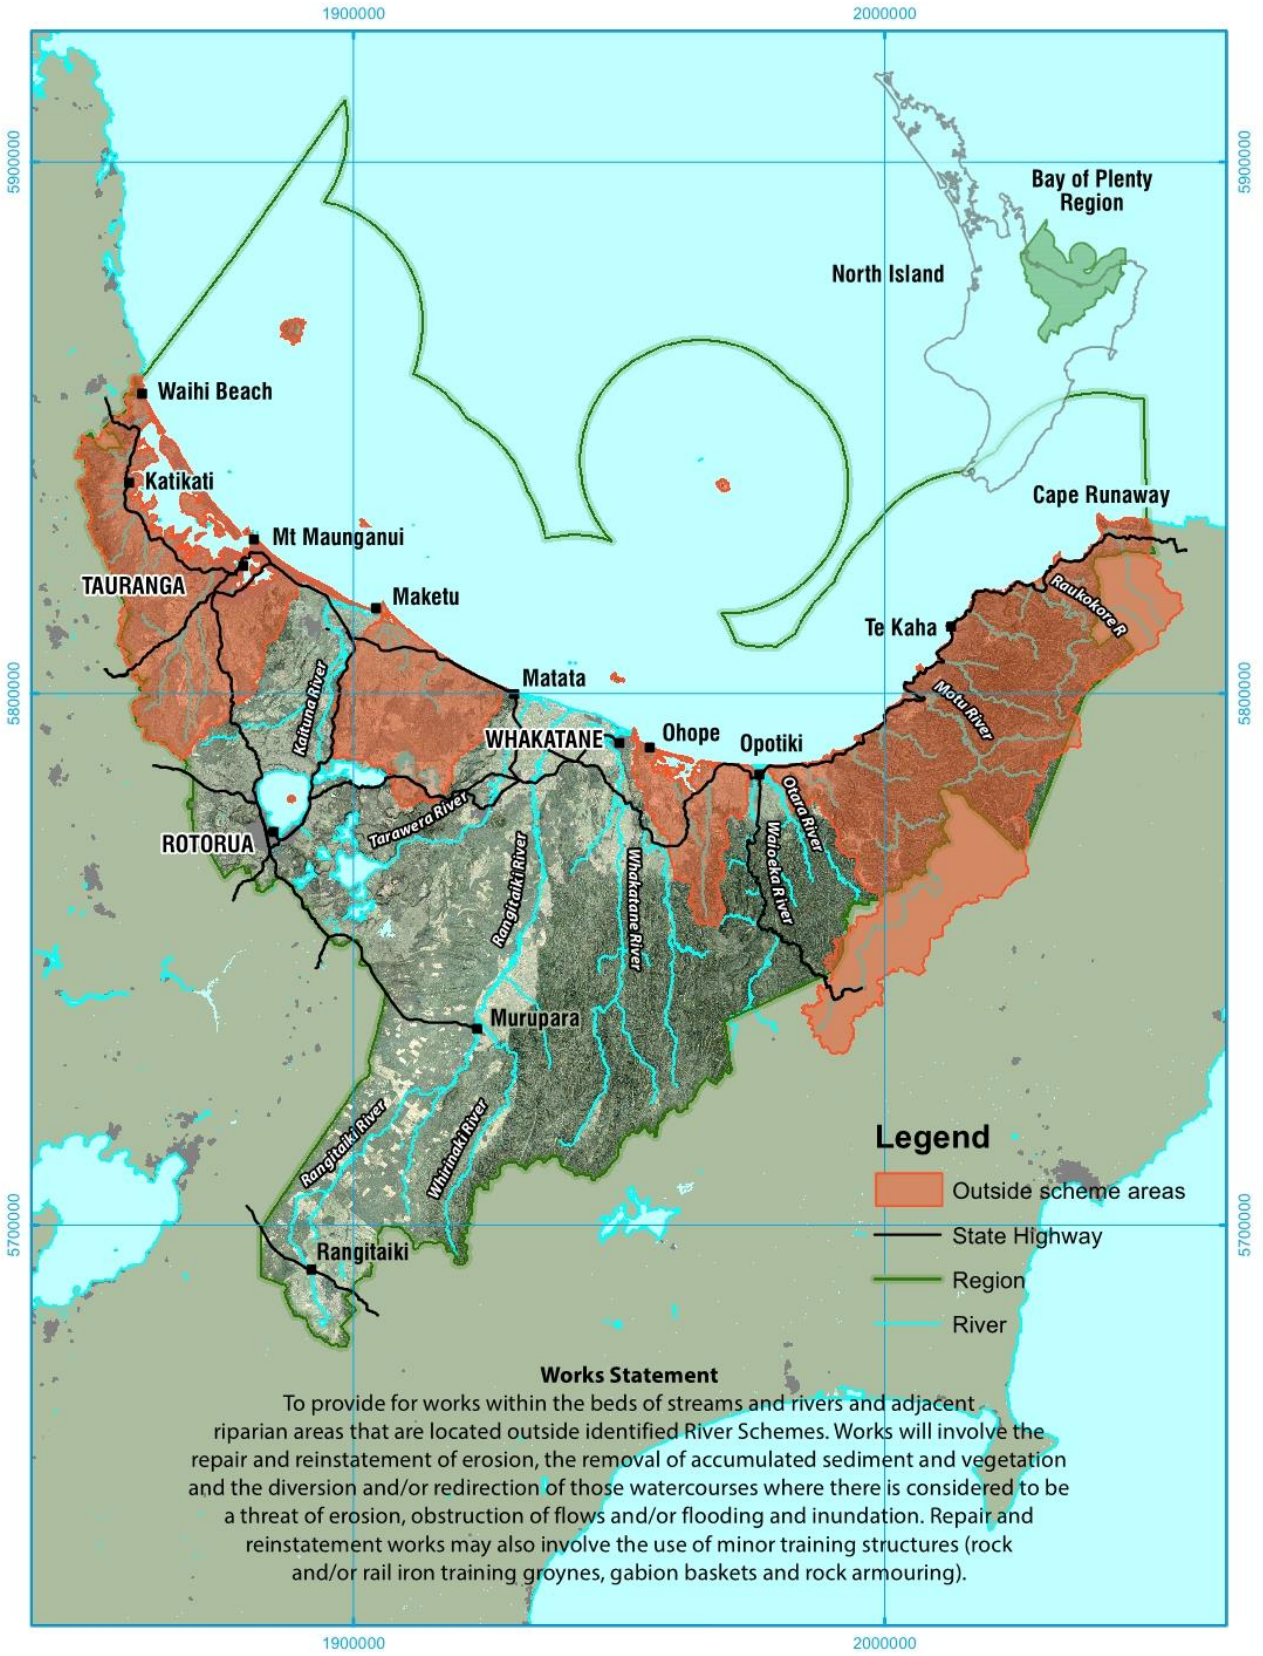 1900000
2000000
5900000
5900000
Bay of Plenty
Region
North Island
Waihi Beach
Katikati
Cape Runaway
Mt Maunganui
TAURANGA
Maketu
Raukokore R
Te Kaha
Matata
Kaituna River
5800000
5800000
Motu River
WHAKATANE
Ohope
Opotiki
Otara River
Tarawera River
ROTORUA
Waioeka River
Rangitaiki River
Whakatane River
Murupara
Rangitaiki River
Whirinaki River
Legend
Outside scheme areas
5700000
5700000
State Highway
Rangitaiki
Region
River
Works Statement
To provide for works within the beds of streams and rivers and adjacent
riparian areas that are located outside identified River Schemes. Works will involve the
repair and reinstatement of erosion, the removal of accumulated sediment and vegetation
and the diversion and/or redirection of those watercourses where there is considered to be
a threat of erosion, obstruction of flows and/or flooding and inundation. Repair and
reinstatement works may also involve the use of minor training structures (rock
and/or rail iron training groynes, gabion baskets and rock armouring).
1900000
2000000